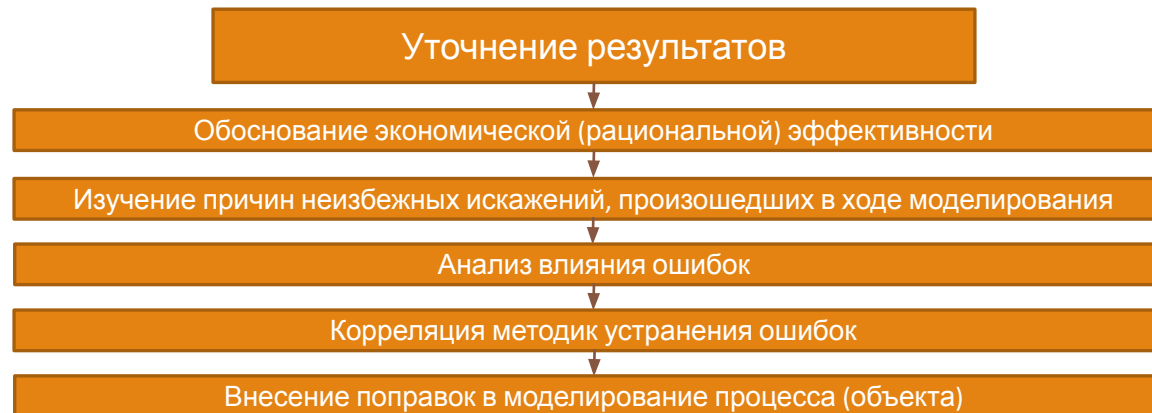 Уточнение результатов
Обоснование экономической (рациональной) эффективности
Изучение причин неизбежных искажений, произошедших в ходе моделирования
Анализ влияния ошибок
Корреляция методик устранения ошибок
Внесение поправок в моделирование процесса (объекта)